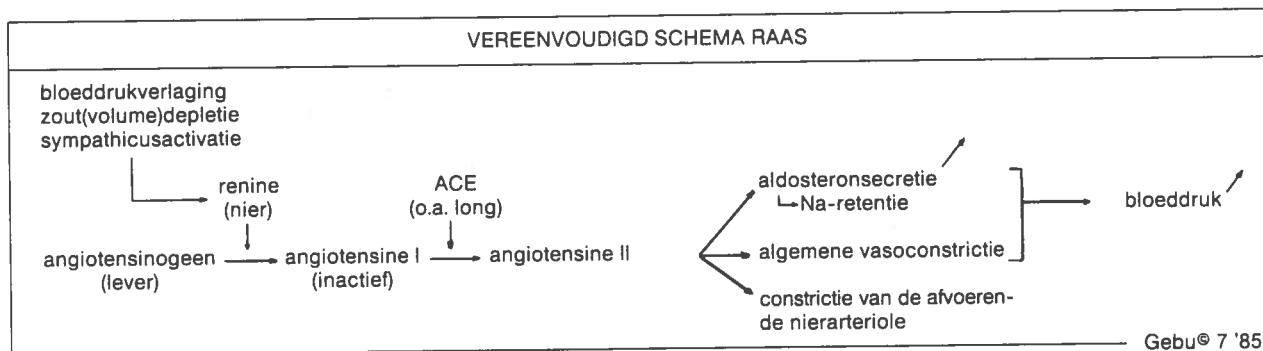 VEREENVOUDIGD SCHEMA RAAS
bloeddrukverlaging
zout(volume)depletie
sympathicusactivatie
renine
(nier)
ACE
(o.a. long)
angiotensinogeen
(lever)
angiotensine I
(inactief)
angiotensine II
aldosteronsecretie
Na-retentie
algemene vasoconstrictie
constrictie van de afvoeren-
de nierarteriole
bloeddruk
Gebu© 7 '85